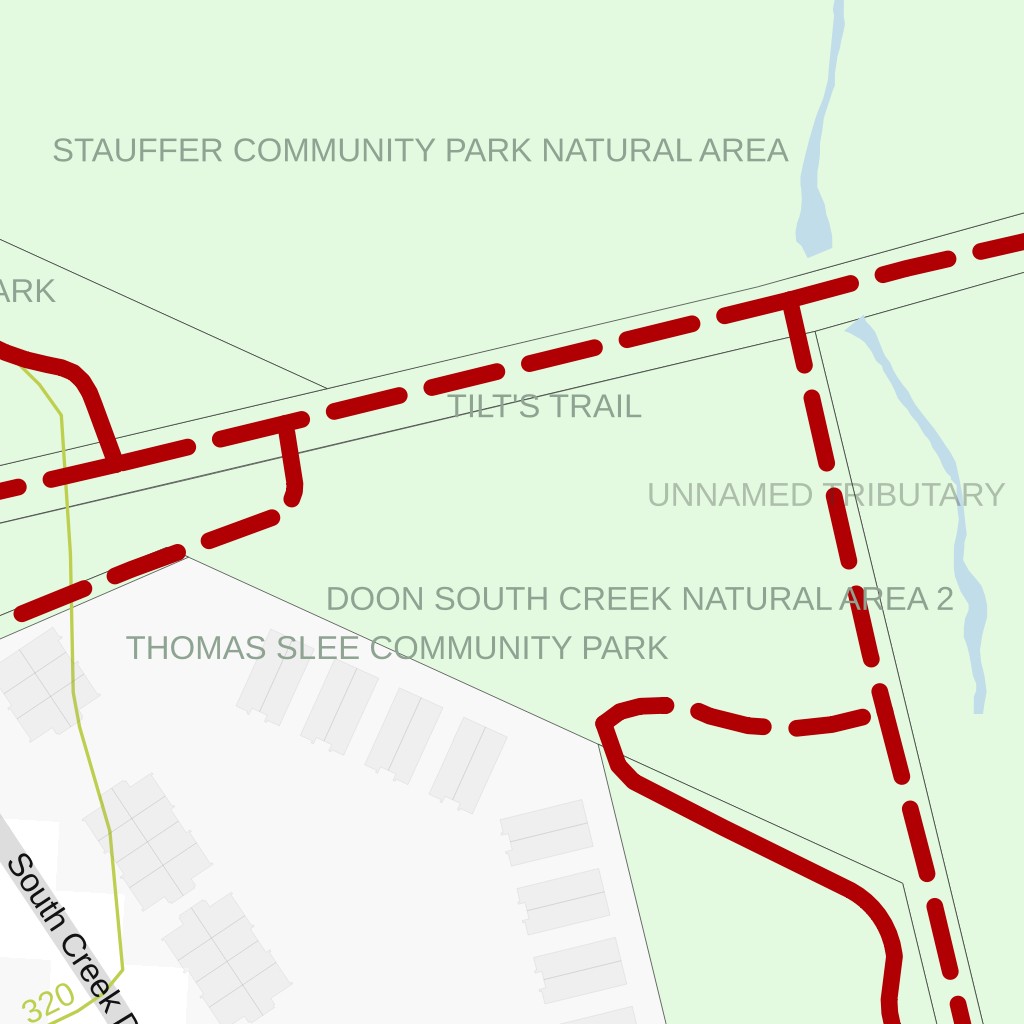 STAUFFER COMMUNITY PARK NATURAL AREA
ARK
TILT'S TRAIL
UNNAMED TRIBUTARY
DOON SOUTH CREEK NATURAL AREA 2
THOMAS SLEE COMMUNITY PARK
South Creek D
320